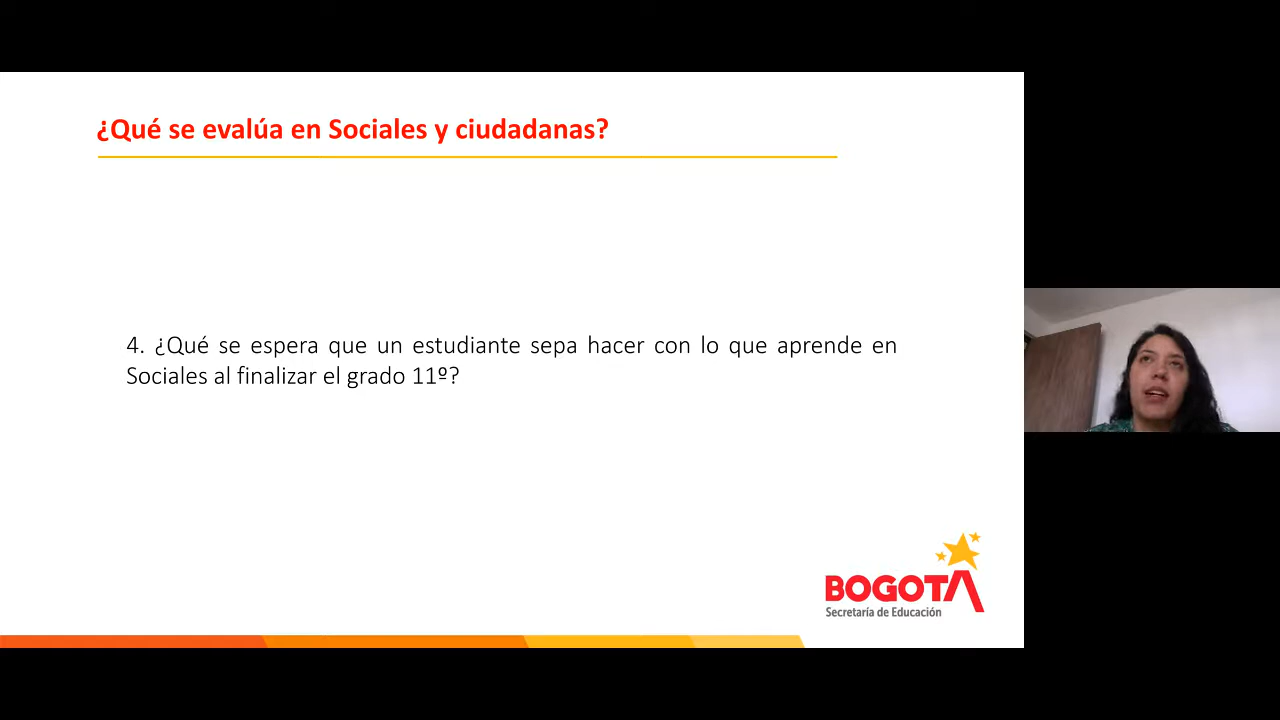 ¿Qué se evalúa en Sociales y ciudadanas?
4. ¿Qué se espera que un estudiante sepa hacer con lo que aprende en
Sociales al finalizar el grado 11º?
BOGOTA
Secretaría de Educación